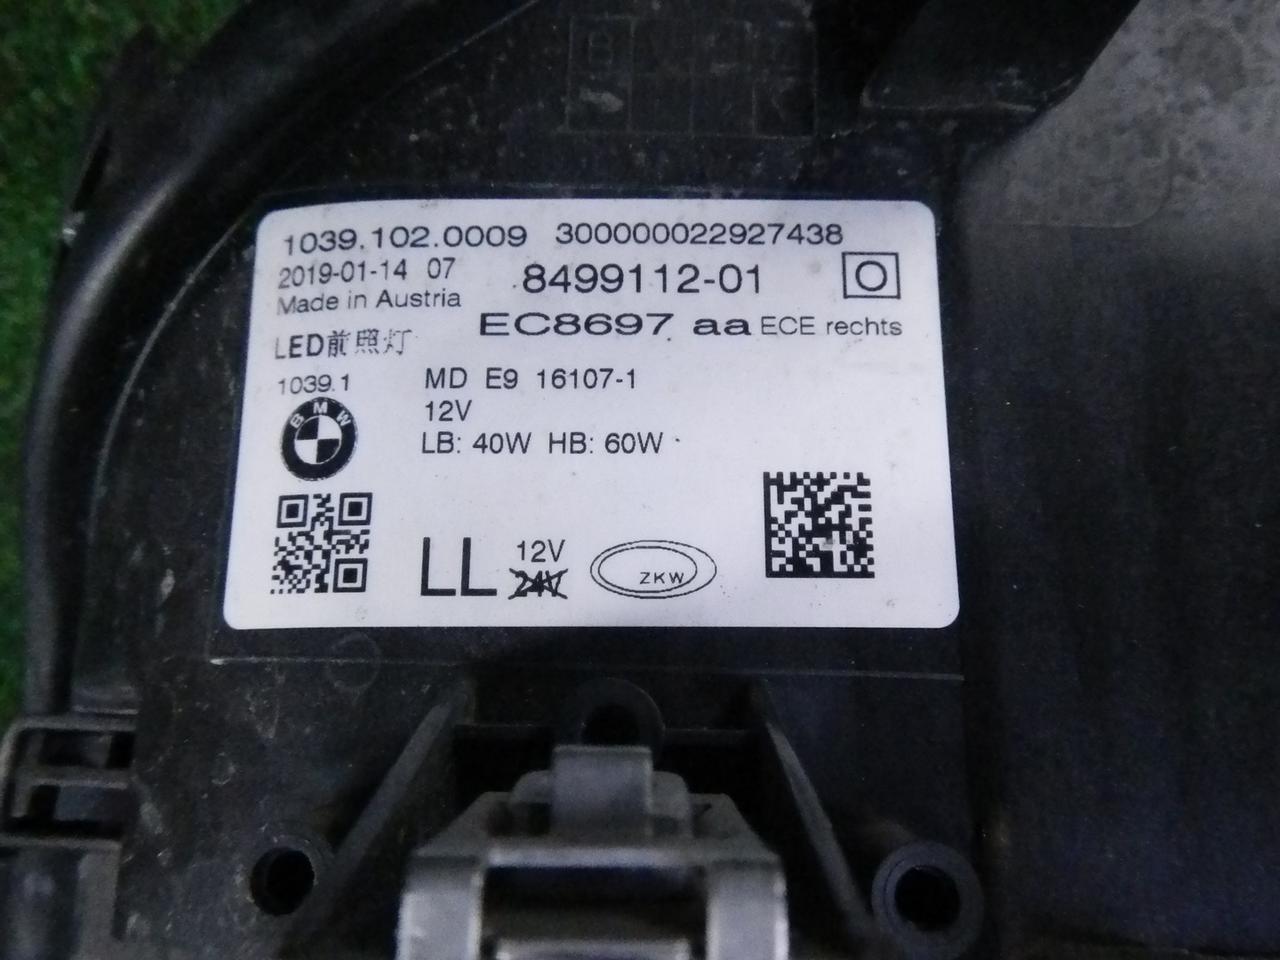 1039.102.0009 300000022927438
2019-01-14 07 8499112-01
Made in Austria
EC8697 aa ECE rechts
LED前照灯
1039.1 MD E9 16107-1
BMW
12V
LB: 40W HB: 60W
LL 12V
24V
ZKW